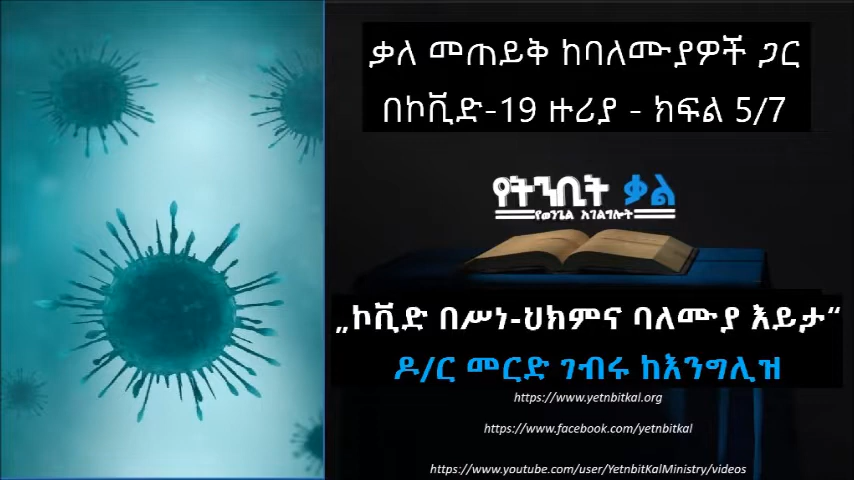 ቃለ መጠይቅ ከባለሙያዎች ጋር
በኮቪድ-19 ዙሪያ - ክፍል 5/7
የትንቢት ቃል
የወንጌል አገልግሎት
„ኮቪድ በሥነ-ህክምና ባለሙያ እይታ“
ዶ/ር መርድ ገብሩ ከእንግሊዝ
https://www.yetnbitkal.org
https://www.facebook.com/yetnbitkal
https://www.youtube.com/user/YetnbitKalMinistry/videos